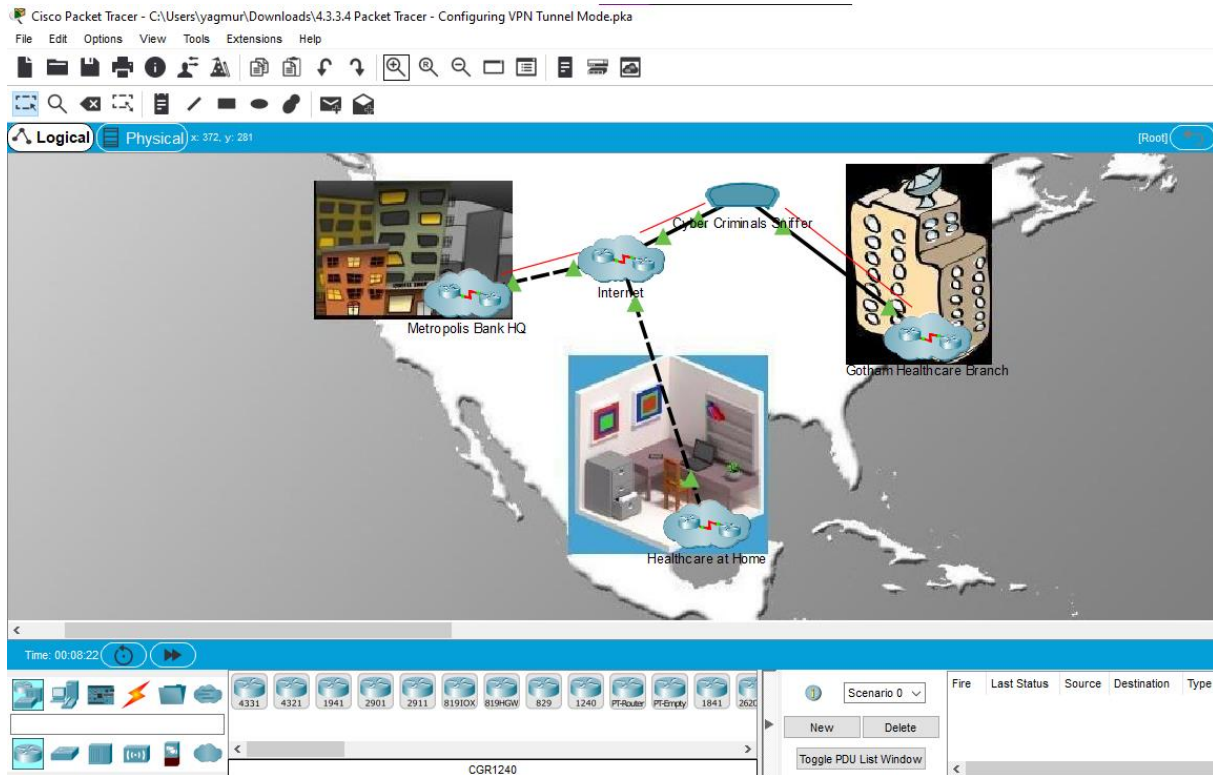 Cisco Packet Tracer - C:\Users\yagmur\Downloads\4.3.3.4 Packet Tracer - Configuring VPN Tunnel Mode.pka
File Edit Options View Tools Extensions Help
Logical Physical x: 372, y: 281 [Root]
Cyber Criminals Sniffer
Internet
Metropolis Bank HQ
Gotham Healthcare Branch
Healthcare at Home
Time: 00:08:22
4331 4321 1941 2901 2911 819IOX 819HGW 829 1240 PT-Router PT-Empty 1841 262
Scenario 0
Fire Last Status Source Destination Type
New Delete
Toggle PDU List Window
CGR1240